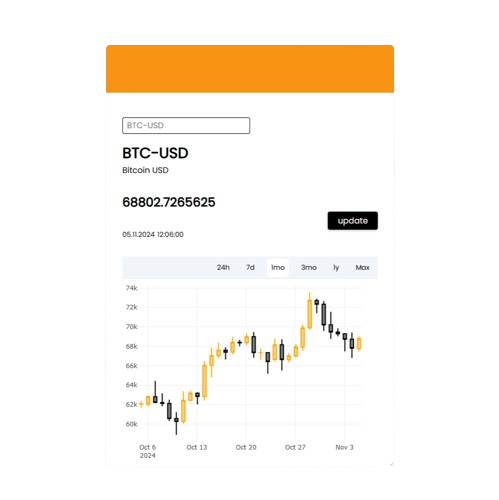 BTC-USD
BTC-USD
Bitcoin USD
68802.7265625
update
05.11.2024 12:06:00
24h 7d 1mo 3mo 1y Max
74k
72k
70k
68k
66k
64k
62k
60k
Oct 6 Oct 13 Oct 20 Oct 27 Nov 3
2024